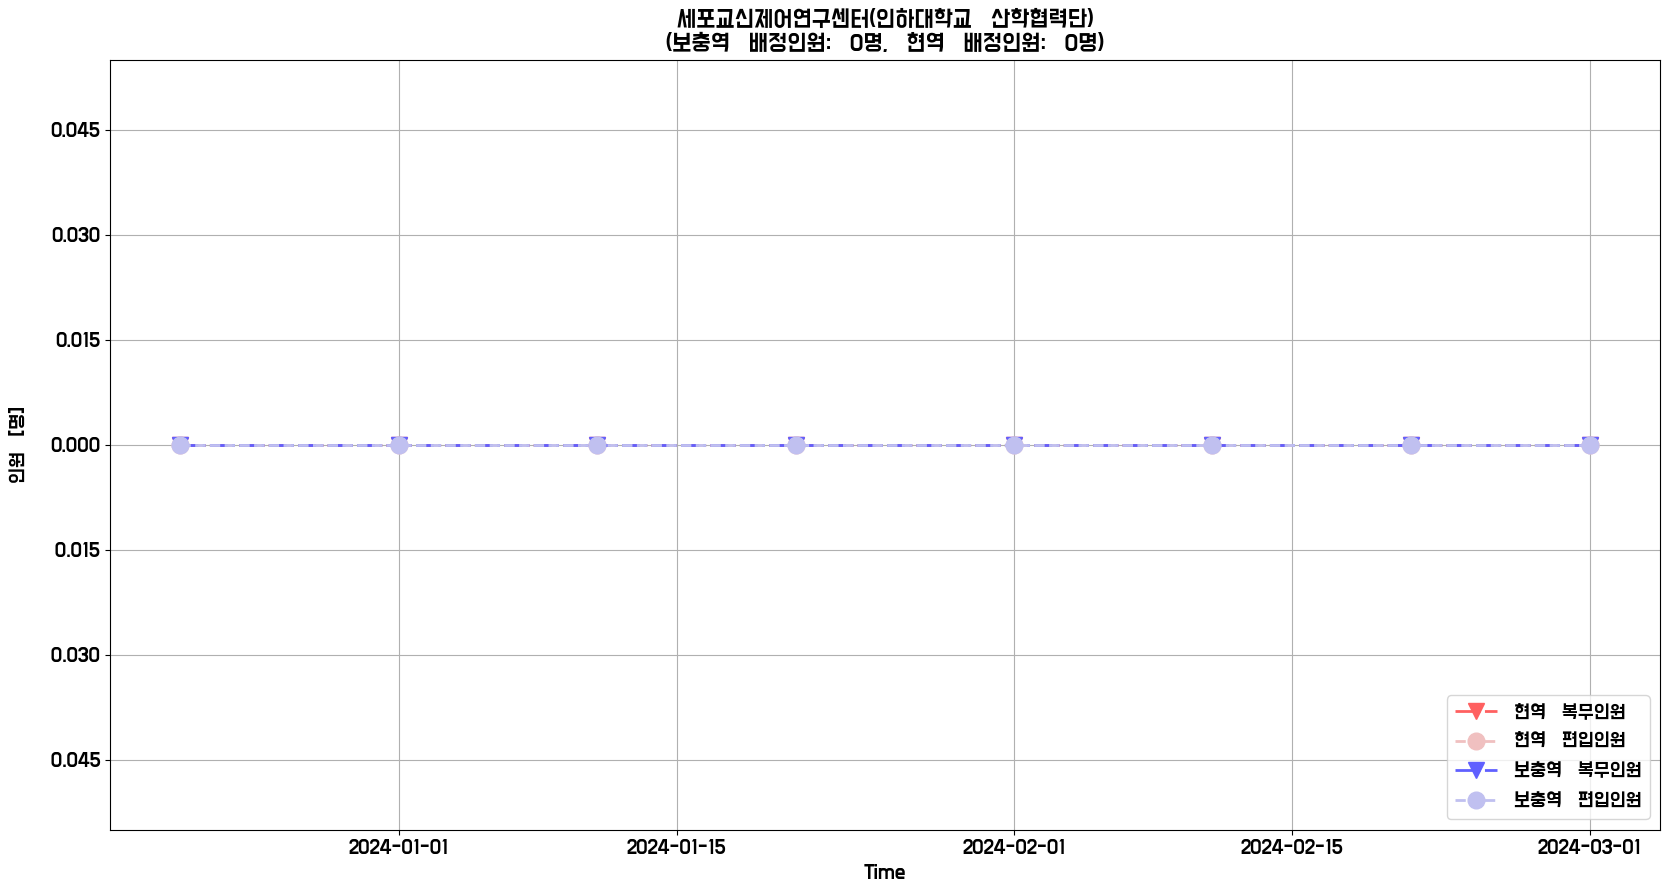 세포교신제어연구센터(인하대학교 산학협력단)
(보충역 배정인원: 0명, 현역 배정인원: 0명)
0.045
0.030
0.015
0.000
0.015
0.030
0.045
인원 [명]
현역 복무인원
현역 편입인원
보충역 복무인원
보충역 편입인원
2024-01-01 2024-01-15 2024-02-01 2024-02-15 2024-03-01
Time